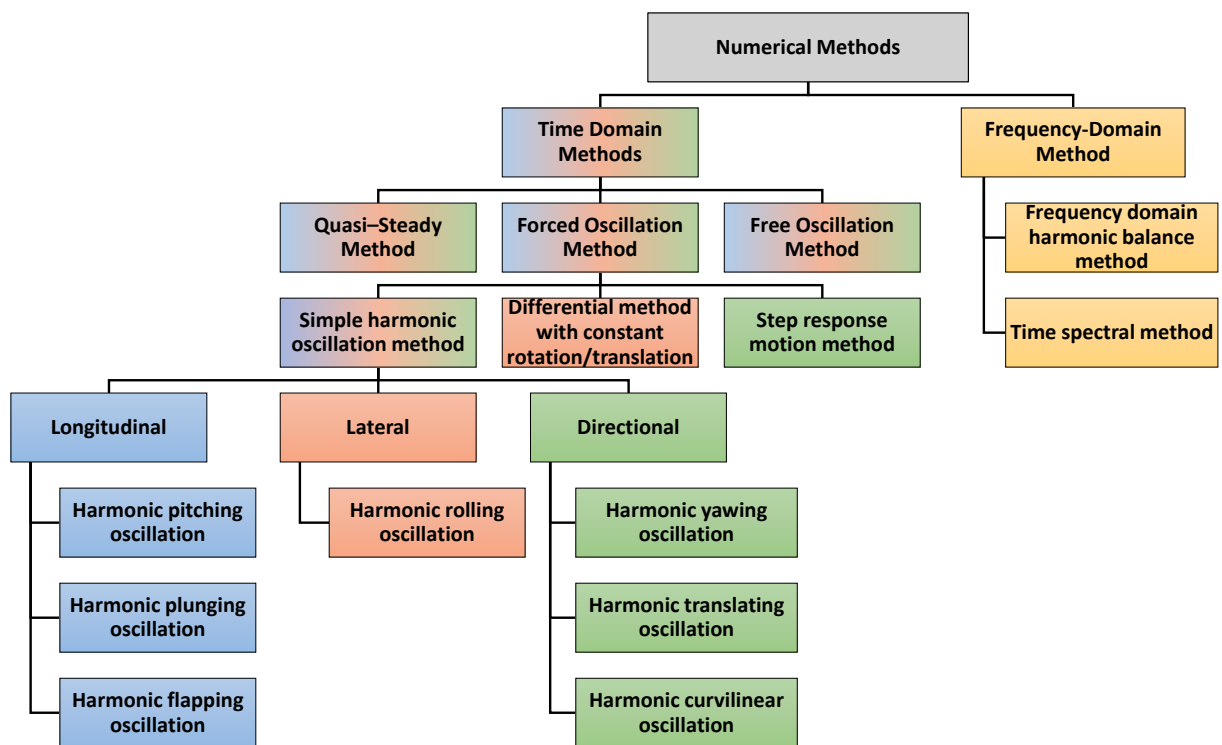 Numerical Methods
Time Domain
Methods
Frequency-Domain
Method
Quasi–Steady
Method
Forced Oscillation
Method
Free Oscillation
Method
Frequency domain
harmonic balance
method
Simple harmonic
oscillation method
Differential method
with constant
rotation/translation
Step response
motion method
Time spectral method
Longitudinal
Lateral
Directional
Harmonic pitching
oscillation
Harmonic rolling
oscillation
Harmonic yawing
oscillation
Harmonic plunging
oscillation
Harmonic translating
oscillation
Harmonic flapping
oscillation
Harmonic curvilinear
oscillation